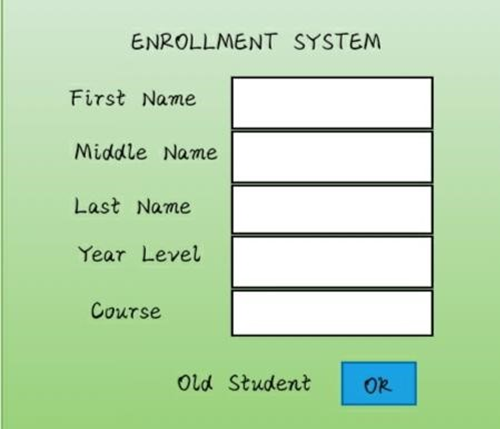 ENROLLMENT SYSTEM
First Name
Middle Name
Last Name
Year Level
Course
Old Student OK